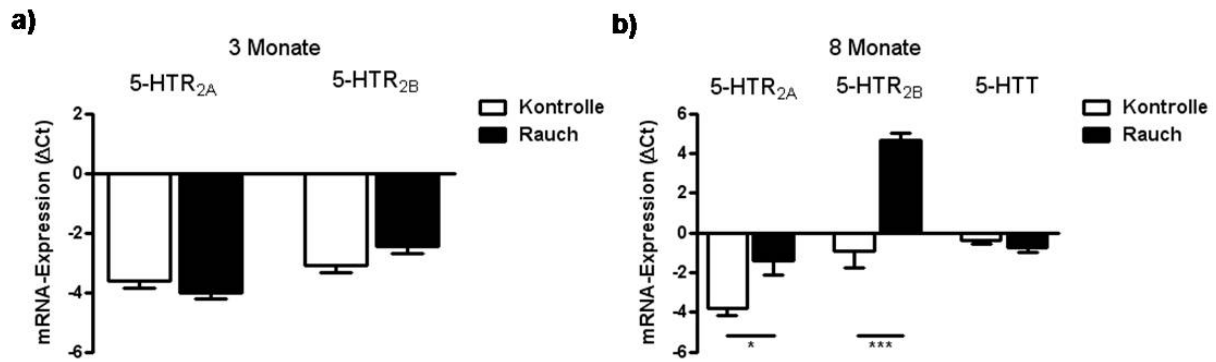 a)
3 Monate
5-HTR2A 5-HTR2B
Kontrolle
Rauch
mRNA-Expression (ΔCt)
2
0
-2
-4
-6
b)
8 Monate
5-HTR2A 5-HTR2B 5-HTT
Kontrolle
Rauch
mRNA-Expression (ΔCt)
6
4
2
0
-2
-4
-6
* ***